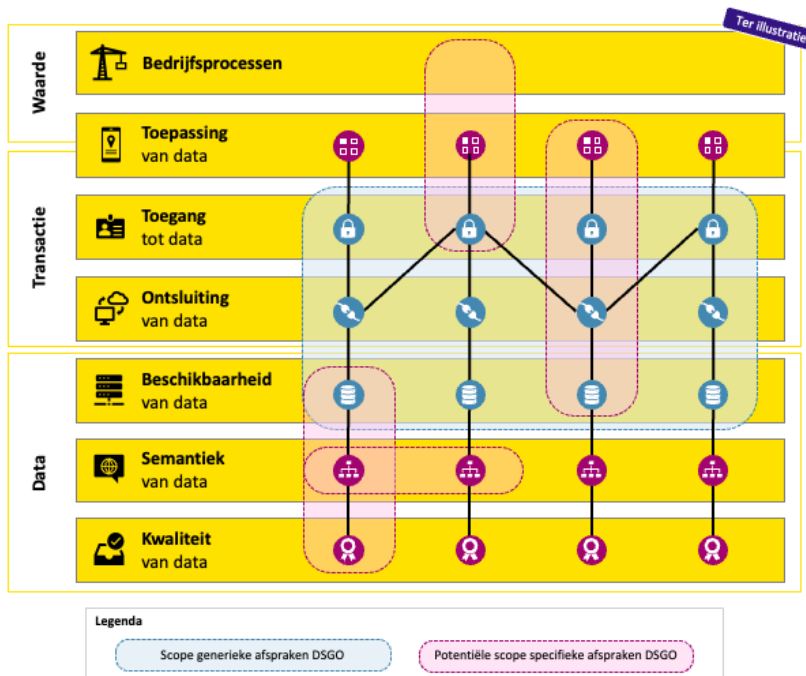 Ter illustratie
Waarde
Bedrijfsprocessen
Toepassing
van data
Transactie
Toegang
tot data
Ontsluiting
van data
Data
Beschikbaarheid
van data
Semantiek
van data
Kwaliteit
van data
Legenda
Scope generieke afspraken DSGO
Potentiële scope specifieke afspraken DSGO